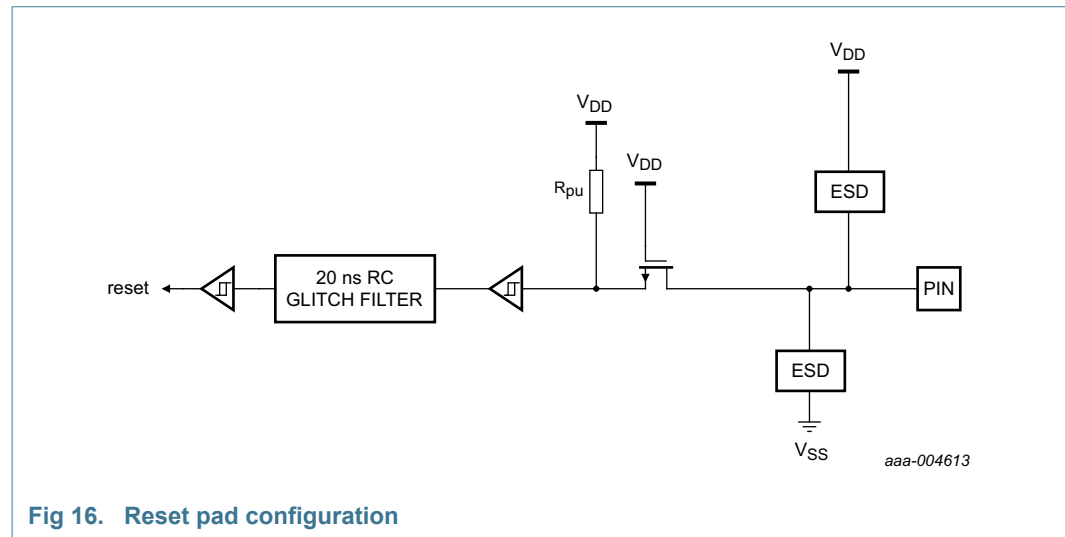 VDD
VDD
VDD
Rpu
ESD
reset
20 ns RC
GLITCH FILTER
PIN
ESD
VSS
aaa-004613
Fig 16. Reset pad configuration